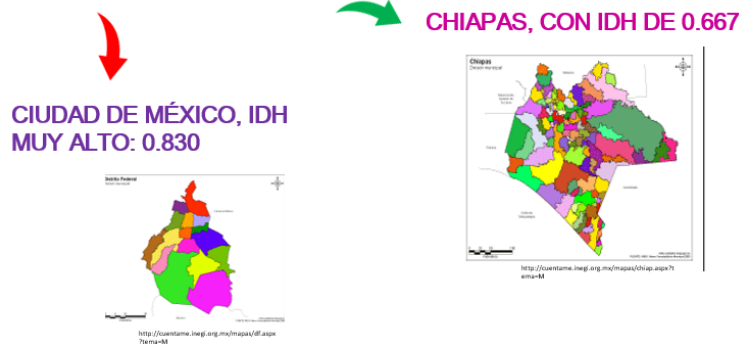 CHIAPAS, CON IDH DE 0.667
Chiapas
División municipal
http://cuentame.inegi.org.mx/mapas/chiap.aspx?t
ema=M
CIUDAD DE MÉXICO, IDH
MUY ALTO: 0.830
Distrito Federal
División municipal
http://cuentame.inegi.org.mx/mapas/df.aspx
?tema=M